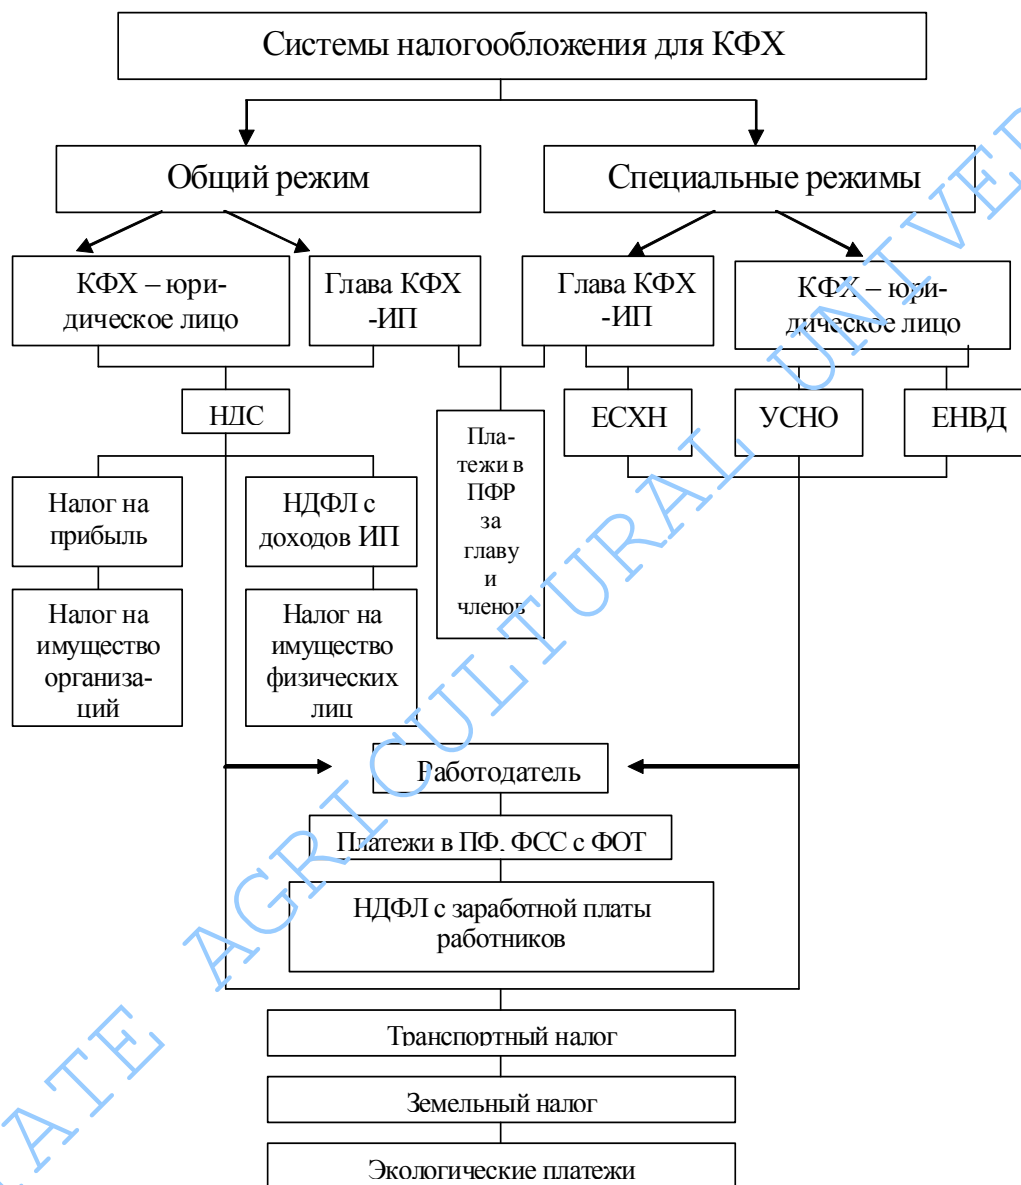 Системы налогообложения для КФХ
Общий режим
Специальные режимы
КФХ – юри-
дическое лицо
Глава КФХ
-ИП
Глава КФХ
-ИП
КФХ – юри-
дическое лицо
НДС
Пла-
тежи в
ПФР
за
главу
и
членов
ЕСХН
УСНО
ЕНВД
Налог на
прибыль
НДФЛ с
доходов ИП
Налог на
имущество
организа-
ций
Налог на
имущество
физических
лиц
Работодатель
Платежи в ПФ, ФСС с ФОТ
НДФЛ с заработной платы
работников
Транспортный налог
Земельный налог
Экологические платежи
ATE AGRICULTURAL UNIVER